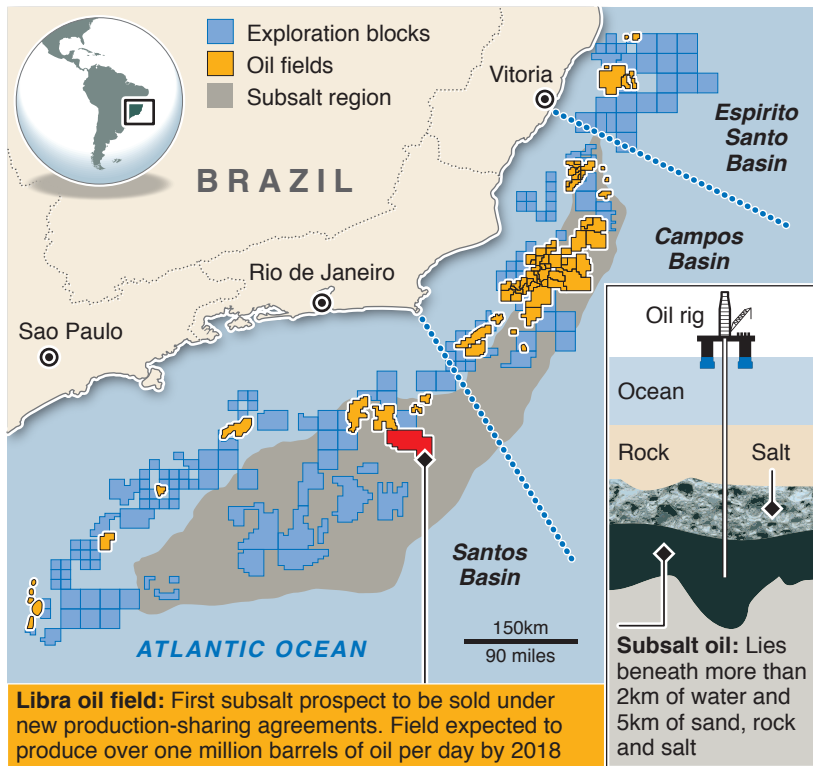 Exploration blocks
Oil fields
Subsalt region
Vitoria
Espirito
Santo
Basin
BRAZIL
Campos
Basin
Rio de Janeiro
Sao Paulo
Oil rig
Ocean
Rock
Salt
Santos
Basin
150km
90 miles
ATLANTIC OCEAN
Subsalt oil: Lies
beneath more than
2km of water and
5km of sand, rock
and salt
Libra oil field: First subsalt prospect to be sold under
new production-sharing agreements. Field expected to
produce over one million barrels of oil per day by 2018